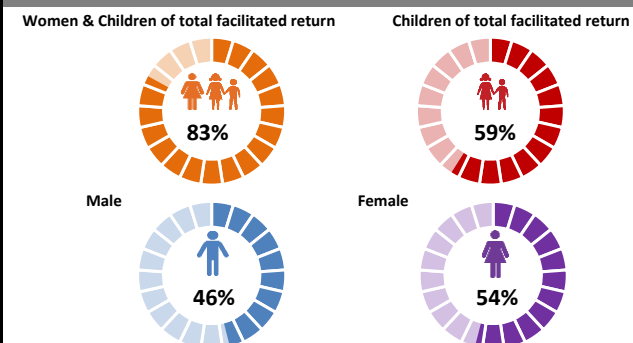 Women & Children of total facilitated return
Children of total facilitated return
83%
59%
Male
Female
46%
54%